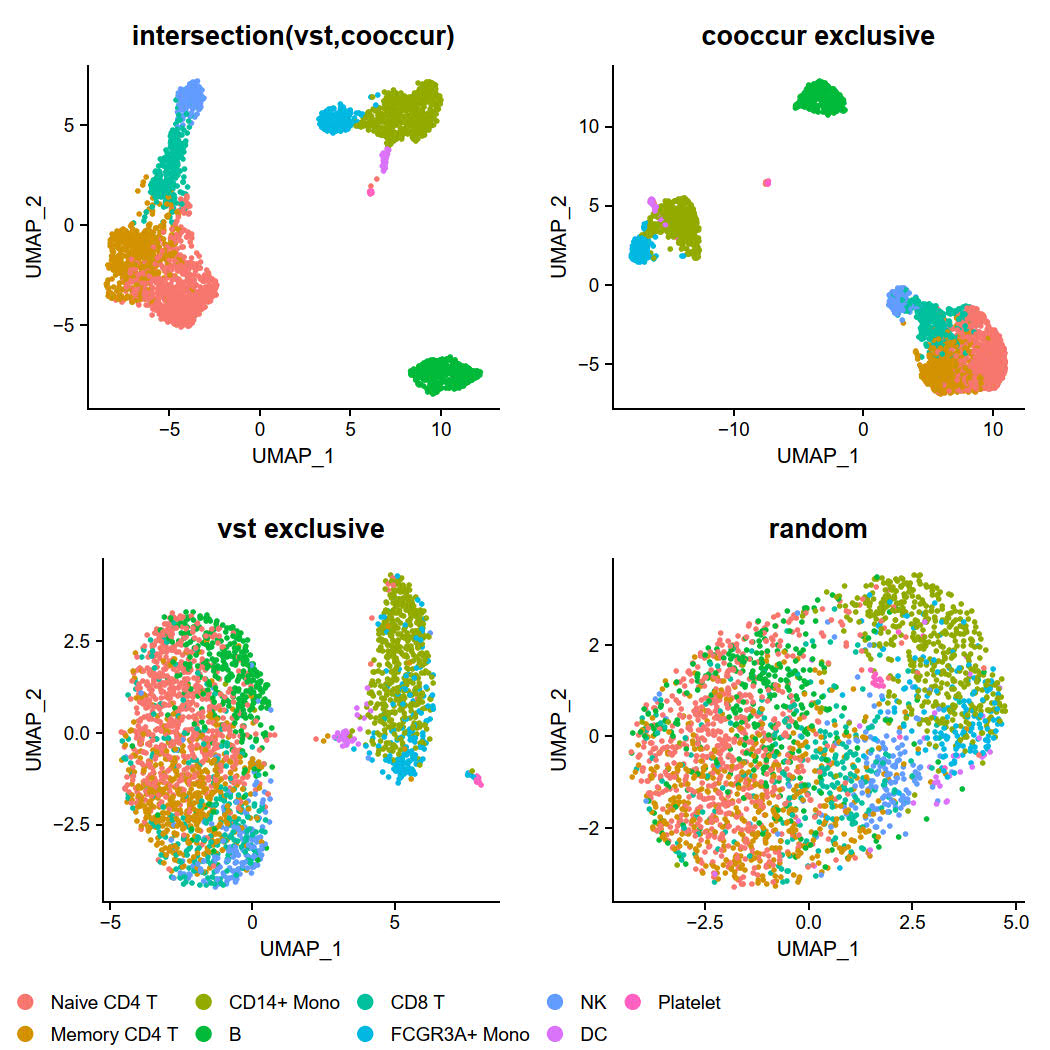 intersection(vst,cooccur)
5
0
−5
UMAP_2
−5 0 5 10
UMAP_1
cooccur exclusive
10
5
0
−5
UMAP_2
−10 0 10
UMAP_1
vst exclusive
2.5
0.0
−2.5
UMAP_2
−5 0 5
UMAP_1
random
2
0
−2
UMAP_2
−2.5 0.0 2.5 5.0
UMAP_1
Naive CD4 T CD14+ Mono CD8 T NK Platelet
Memory CD4 T B FCGR3A+ Mono DC